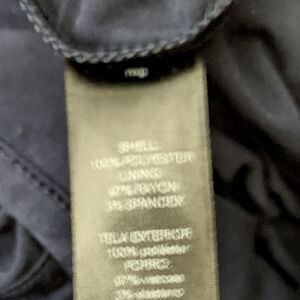 SHELL:
100% POLYESTER
LINING:
97% RAYON
3% SPANDEX
TELA EXTERIOR:
100% poliéster
FORRO:
97% viscosa
3% elastano